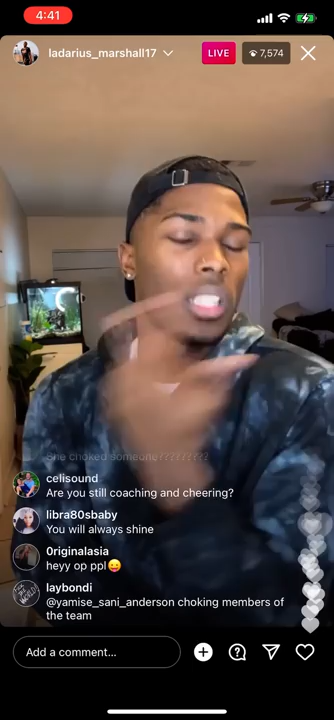 4:41
ladarius_marshall17
LIVE
7,574
She choked someone?????????
celisound
Are you still coaching and cheering?
libra80sbaby
You will always shine
0riginalasia
heyy op ppl😛
laybondi
@yamise_sani_anderson choking members of
the team
Add a comment...